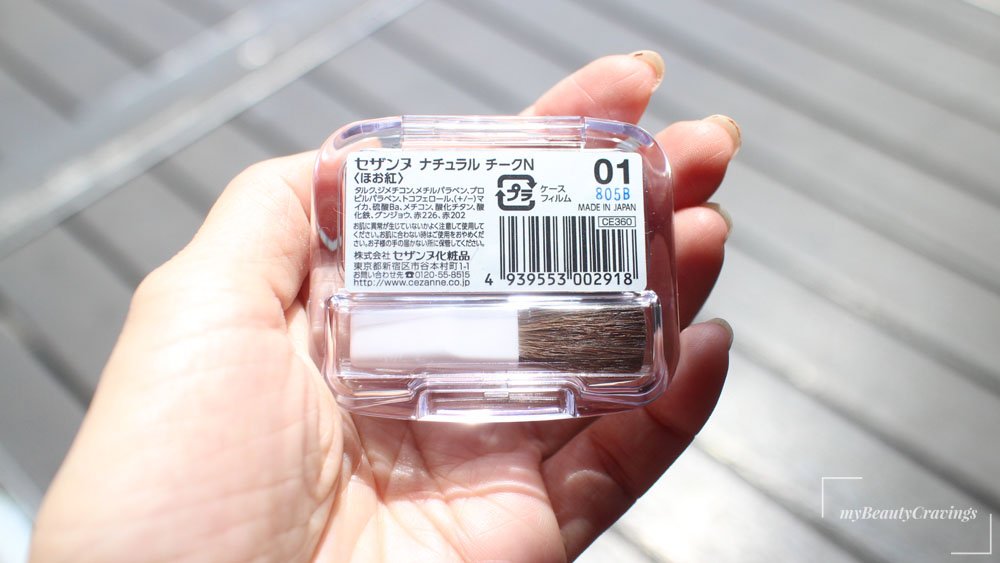 セザンヌ ナチュラル チークN
〈ほお紅〉
タルク、ジメチコン、メチルパラベン、プロ
ピルパラベン、トコフェロール、(+/-)マ
イカ、硫酸Ba、メチコン、酸化チタン、酸
化鉄、グンジョウ、赤226、赤202
お肌に異常が生じていないかよく注意して使用して
ください。お肌に合わない時はご使用をおやめくだ
さい。お子様の手の届かない所に保管してください。
株式会社 セザンヌ化粧品
東京都新宿区市谷本村町1-1
お問い合わせ先☎0120-55-8515
http://www.cezanne.co.jp
プラ
ケース
フィルム
01
805B
MADE IN JAPAN
CE360
4 939553 002918
myBeautyCravings